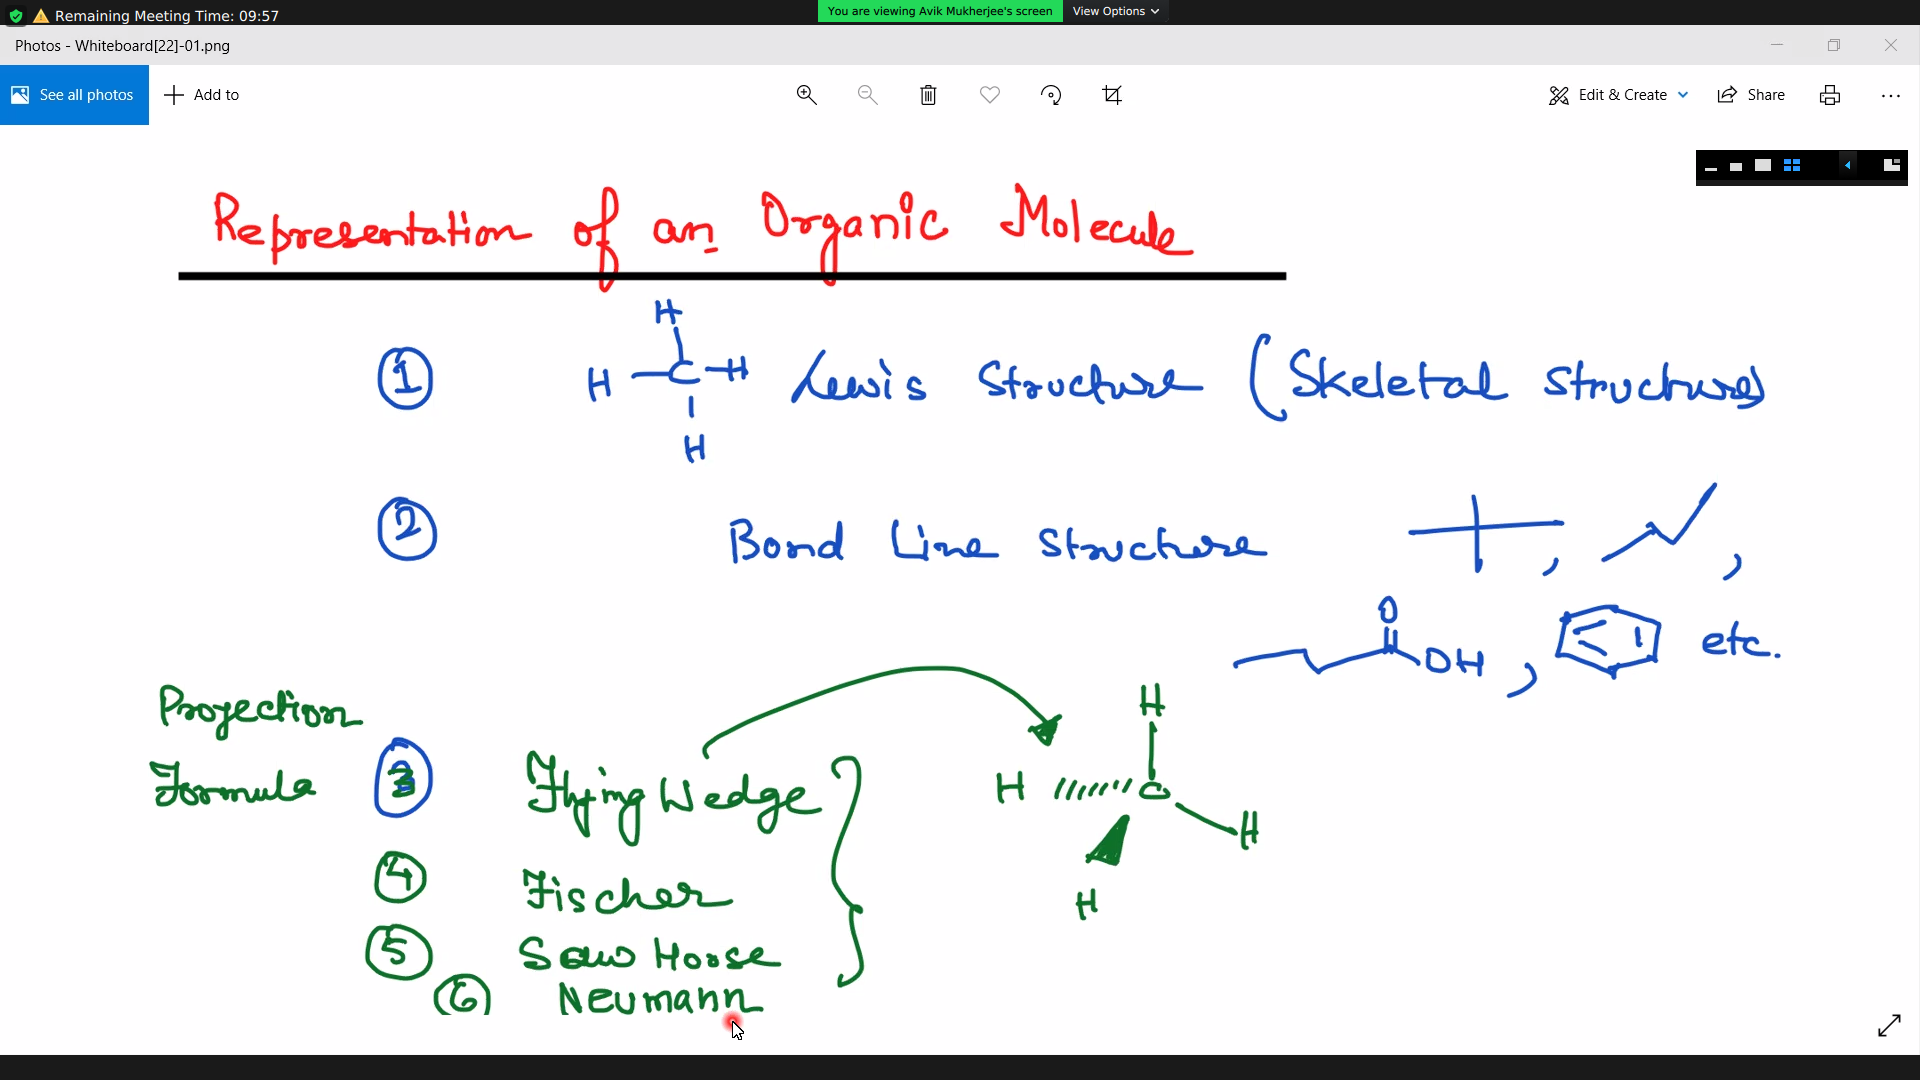 Remaining Meeting Time: 09:57
You are viewing Avik Mukherjee's screen View Options
Photos - Whiteboard[22]-01.png
See all photos Add to Edit & Create Share
Representation of an Organic Molecule
H
1 H C H Lewis Structure (Skeletal Structure)
H
2 Bond Line Structure , ,
O
OH , etc.
Projection
Formula 3 Flying Wedge
H
H C
H
H
4 Fischer
5 Saw Horse
6 Neumann